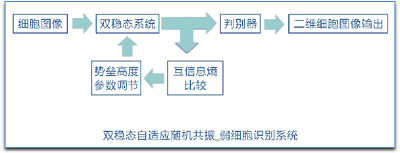 细胞图像
双稳态系统
判别器
二维细胞图像输出
势垒高度
参数调节
互信息熵
比较
双稳态自适应随机共振_弱细胞识别系统